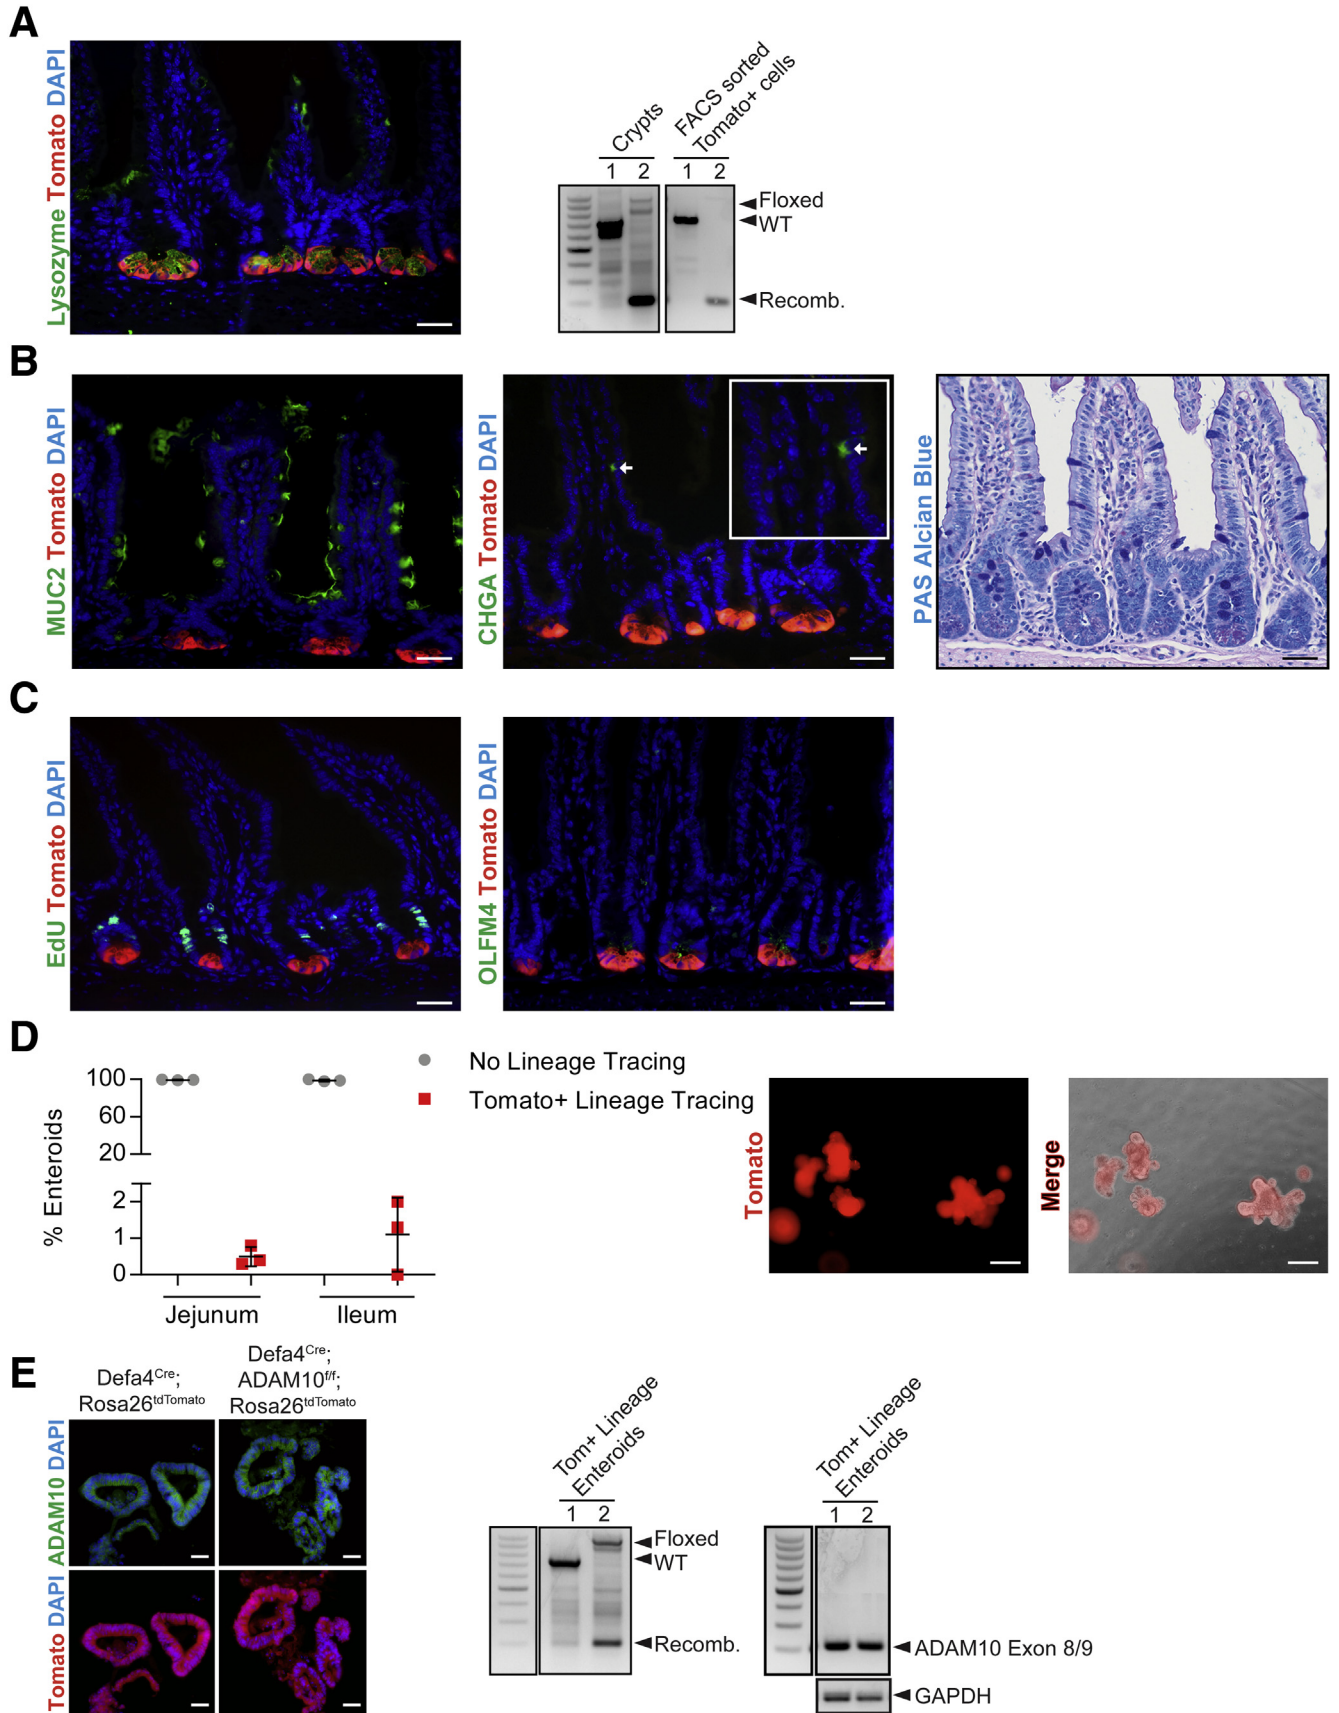 A
Lysozyme Tomato DAPI
Crypts
FACS sorted
Tomato+ cells
1 2 1 2
Floxed
WT
Recomb.
B
MUC2 Tomato DAPI
CHGA Tomato DAPI
PAS Alcian Blue
C
EdU Tomato DAPI
OLFM4 Tomato DAPI
D
% Enteroids
100
60
20
2
1
0
Jejunum Ileum
No Lineage Tracing
Tomato+ Lineage Tracing
Tomato
Merge
E
Defa4Cre;
Rosa26tdTomato
Defa4Cre;
ADAM10f/f;
Rosa26tdTomato
ADAM10 DAPI
Tomato DAPI
Tom+ Lineage
Enteroids
1 2
Floxed
WT
Recomb.
Tom+ Lineage
Enteroids
1 2
ADAM10 Exon 8/9
GAPDH